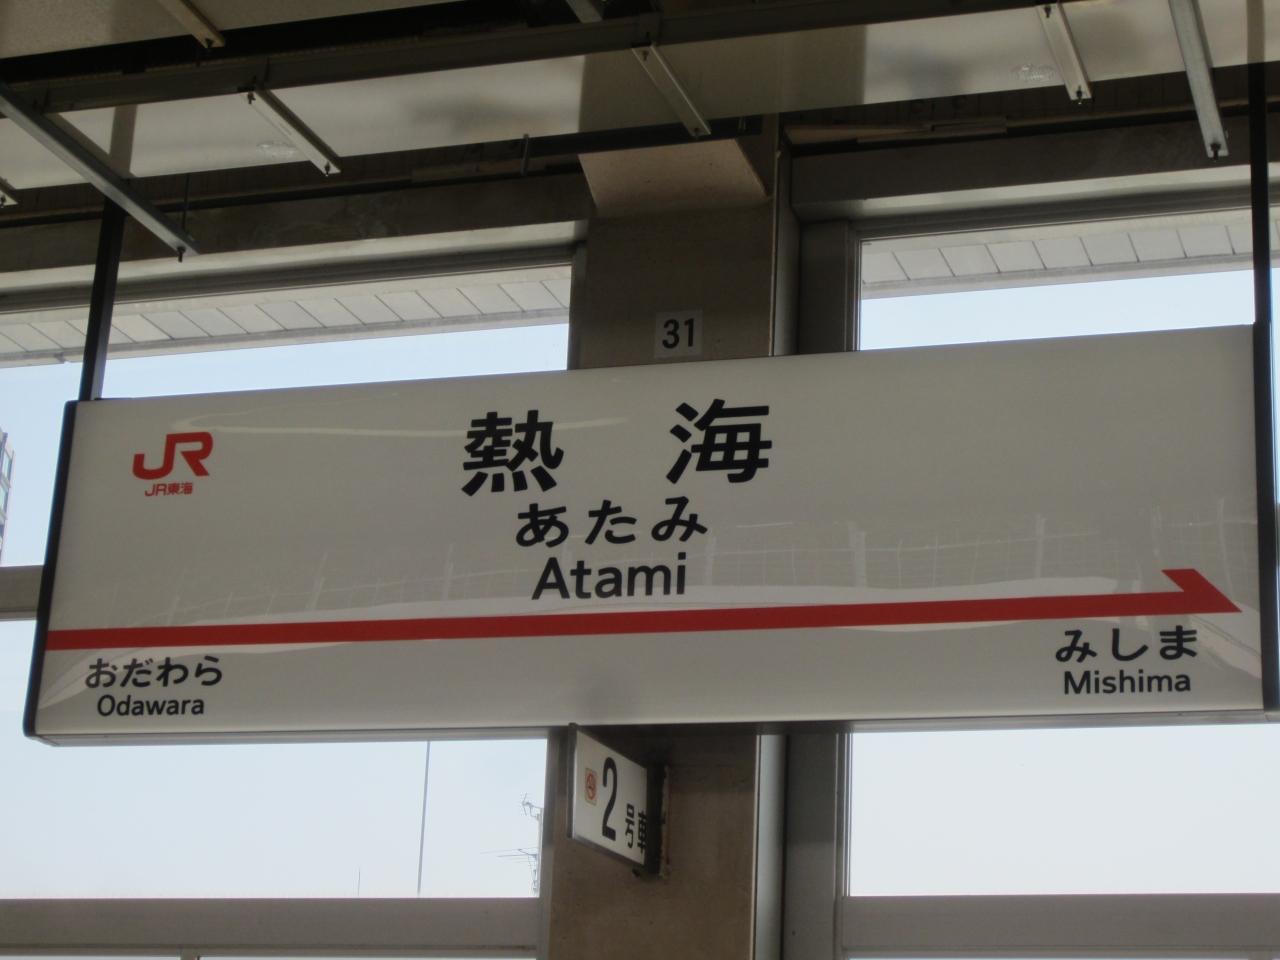 31
JR
JR東海
熱海
あたみ
Atami
おだわら
Odawara
みしま
Mishima
2号車